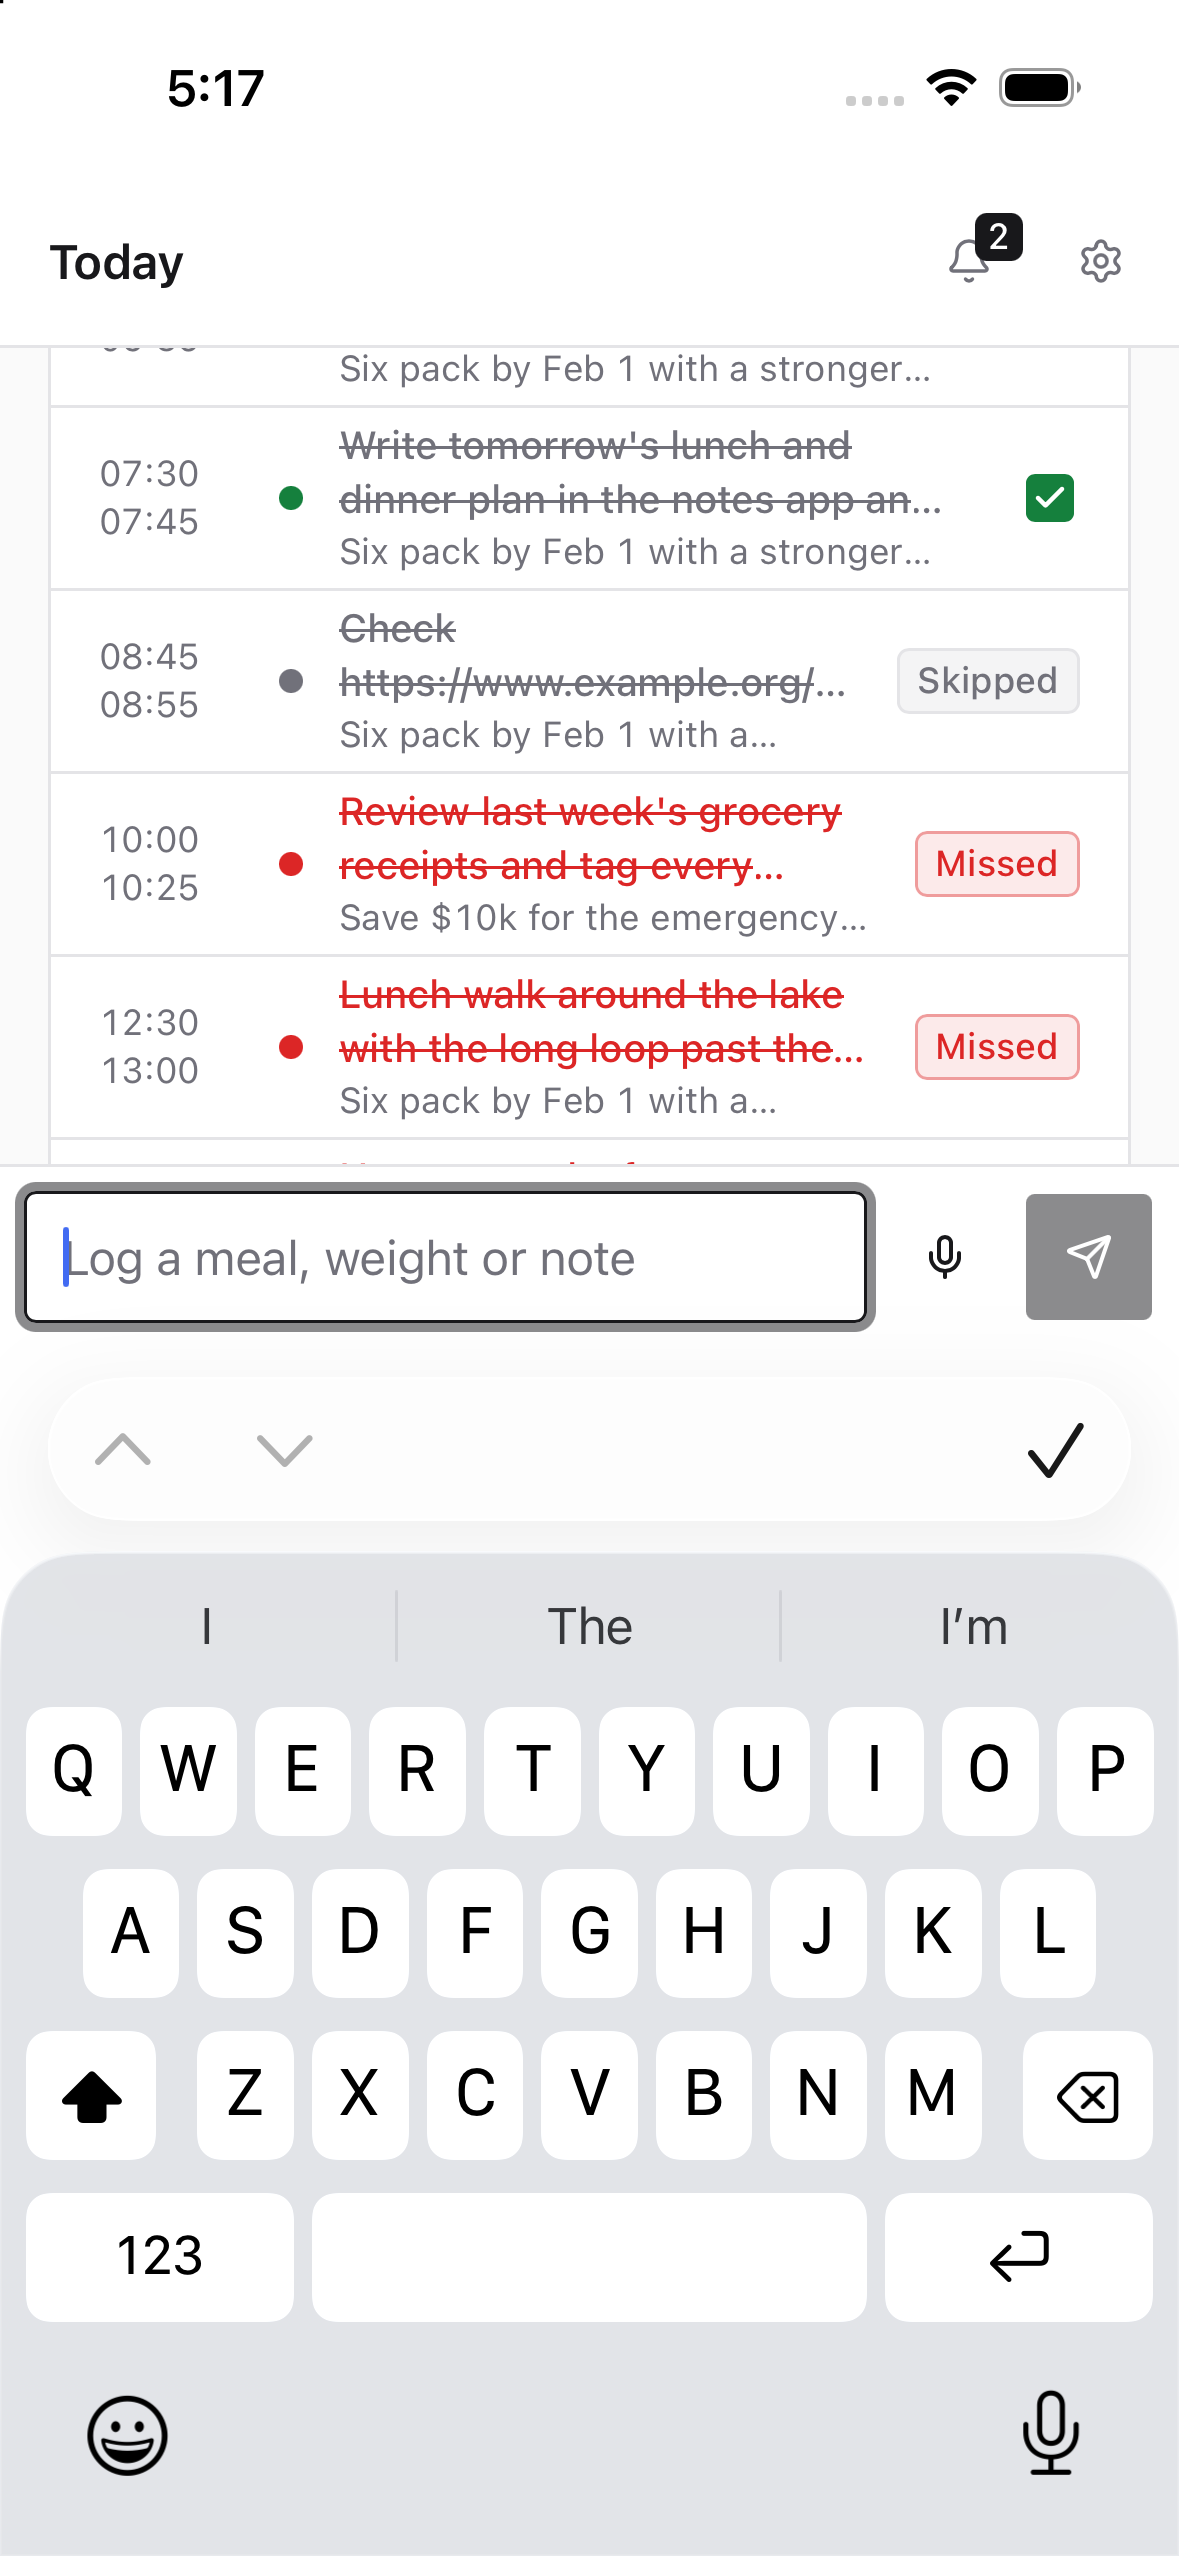 5:17
Today
2
Six pack by Feb 1 with a stronger...
07:30
07:45
Write tomorrow's lunch and
dinner plan in the notes app an...
Six pack by Feb 1 with a stronger...
08:45
08:55
Check
https://www.example.org/...
Six pack by Feb 1 with a...
Skipped
10:00
10:25
Review last week's grocery
receipts and tag every...
Save $10k for the emergency...
Missed
12:30
13:00
Lunch walk around the lake
with the long loop past the...
Six pack by Feb 1 with a...
Missed
Log a meal, weight or note
I The I'm
Q W E R T Y U I O P
A S D F G H J K L
Z X C V B N M
123